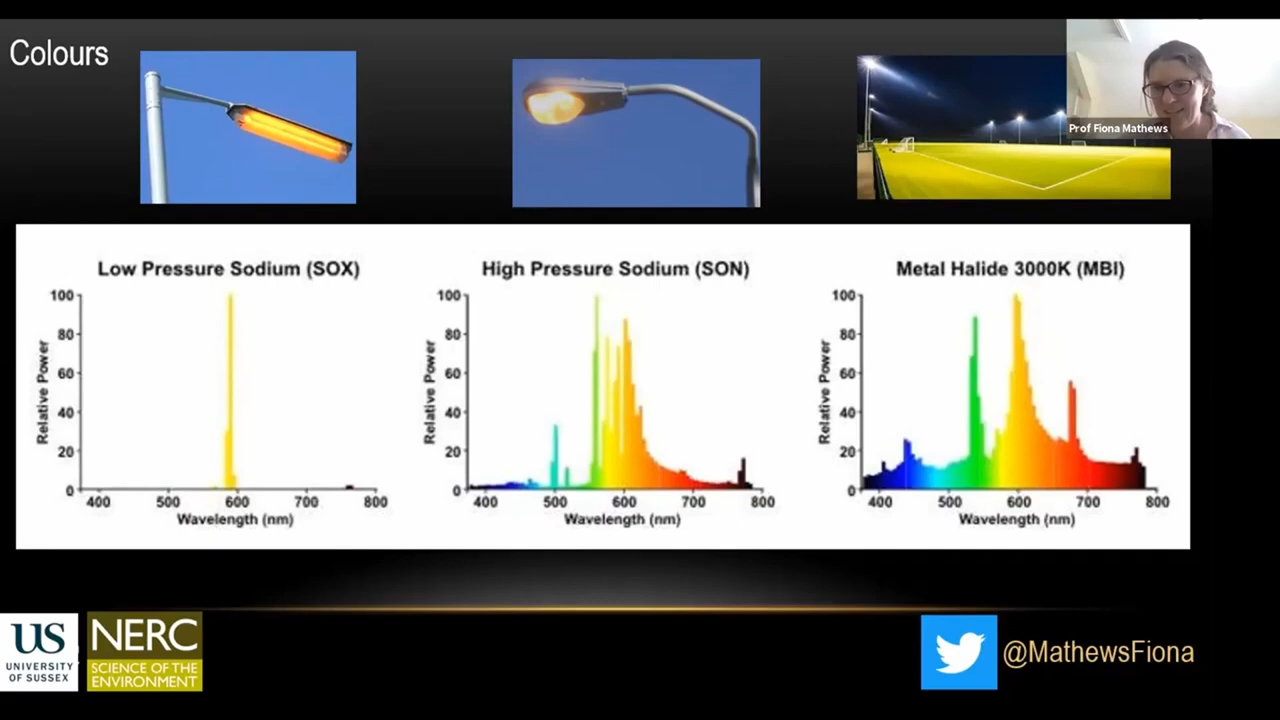 Colours
Prof Fiona Mathews
Low Pressure Sodium (SOX)
100
80
60
40
20
0
Relative Power
400 500 600 700 800
Wavelength (nm)
High Pressure Sodium (SON)
100
80
60
40
20
0
Relative Power
400 500 600 700 800
Wavelength (nm)
Metal Halide 3000K (MBI)
100
80
60
40
20
0
Relative Power
400 500 600 700 800
Wavelength (nm)
US
UNIVERSITY
OF SUSSEX
NERC
SCIENCE OF THE
ENVIRONMENT
@MathewsFiona